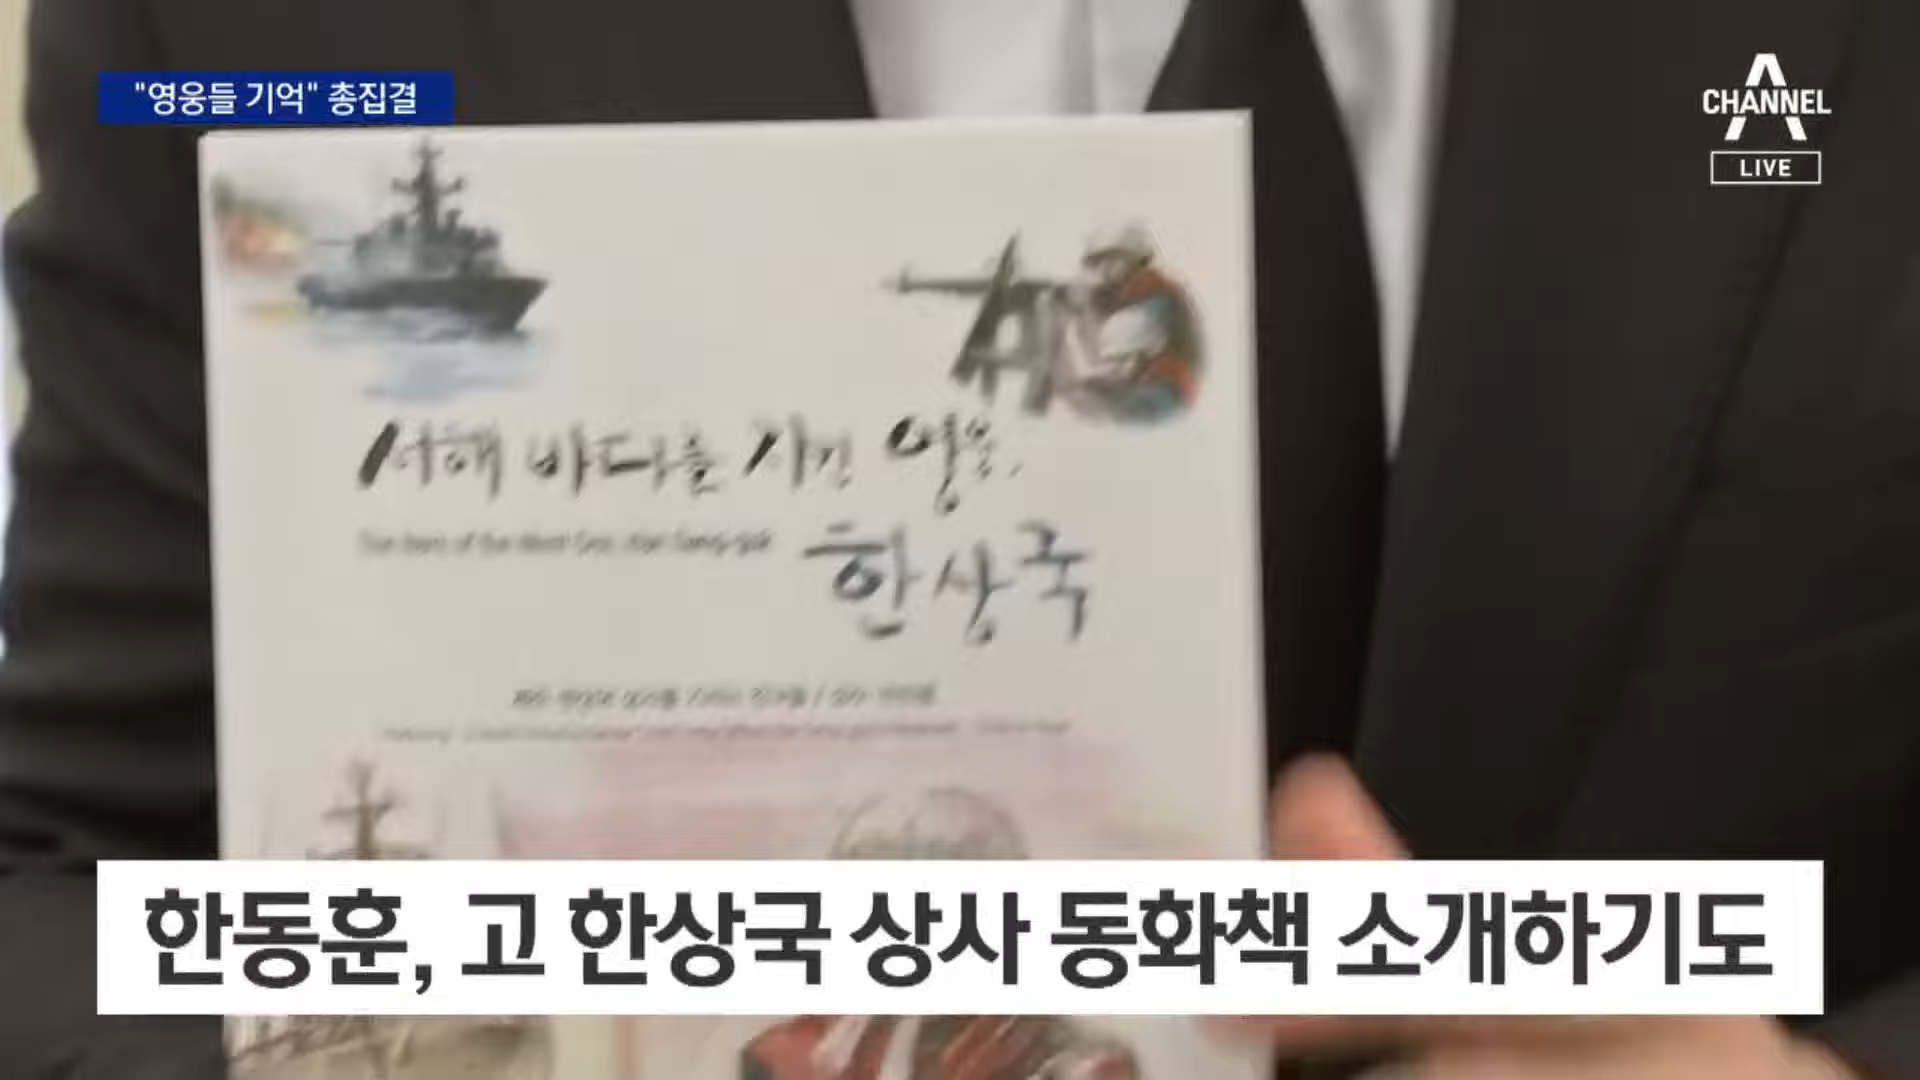 "영웅들 기억" 총집결
CHANNEL A
LIVE
서해 바다를 지킨 영웅,
한상국
한동훈, 고 한상국 상사 동화책 소개하기도